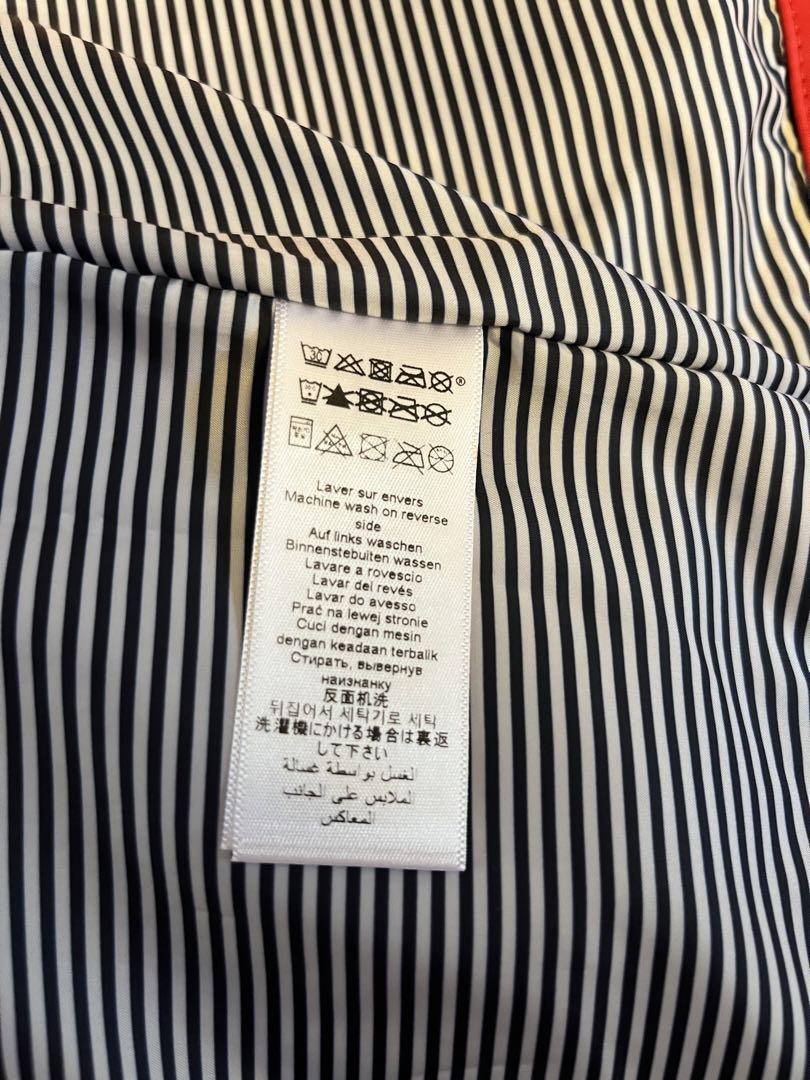 30
®
Laver sur envers
Machine wash on reverse
side
Auf links waschen
Binnenstebuiten wassen
Lavare a rovescio
Lavar del revés
Lavar do avesso
Prać na lewej stronie
Cuci dengan mesin
dengan keadaan terbalik
Стирать, вывернув
наизнанку
反面机洗
뒤집어서 세탁기로 세탁
洗濯機にかける場合は裏返
して下さい
الغسل بواسطة غسالة
لملابس على الجانب
المعاكس